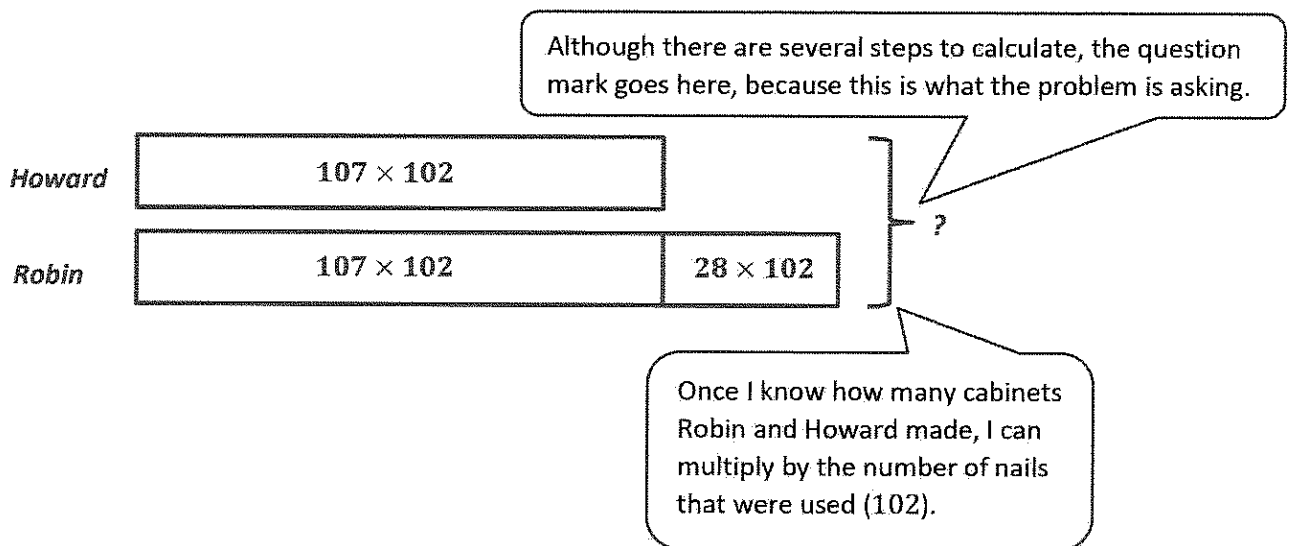 Although there are several steps to calculate, the question
mark goes here, because this is what the problem is asking.
Howard
107 × 102
?
Robin
107 × 102
28 × 102
Once I know how many cabinets
Robin and Howard made, I can
multiply by the number of nails
that were used (102).